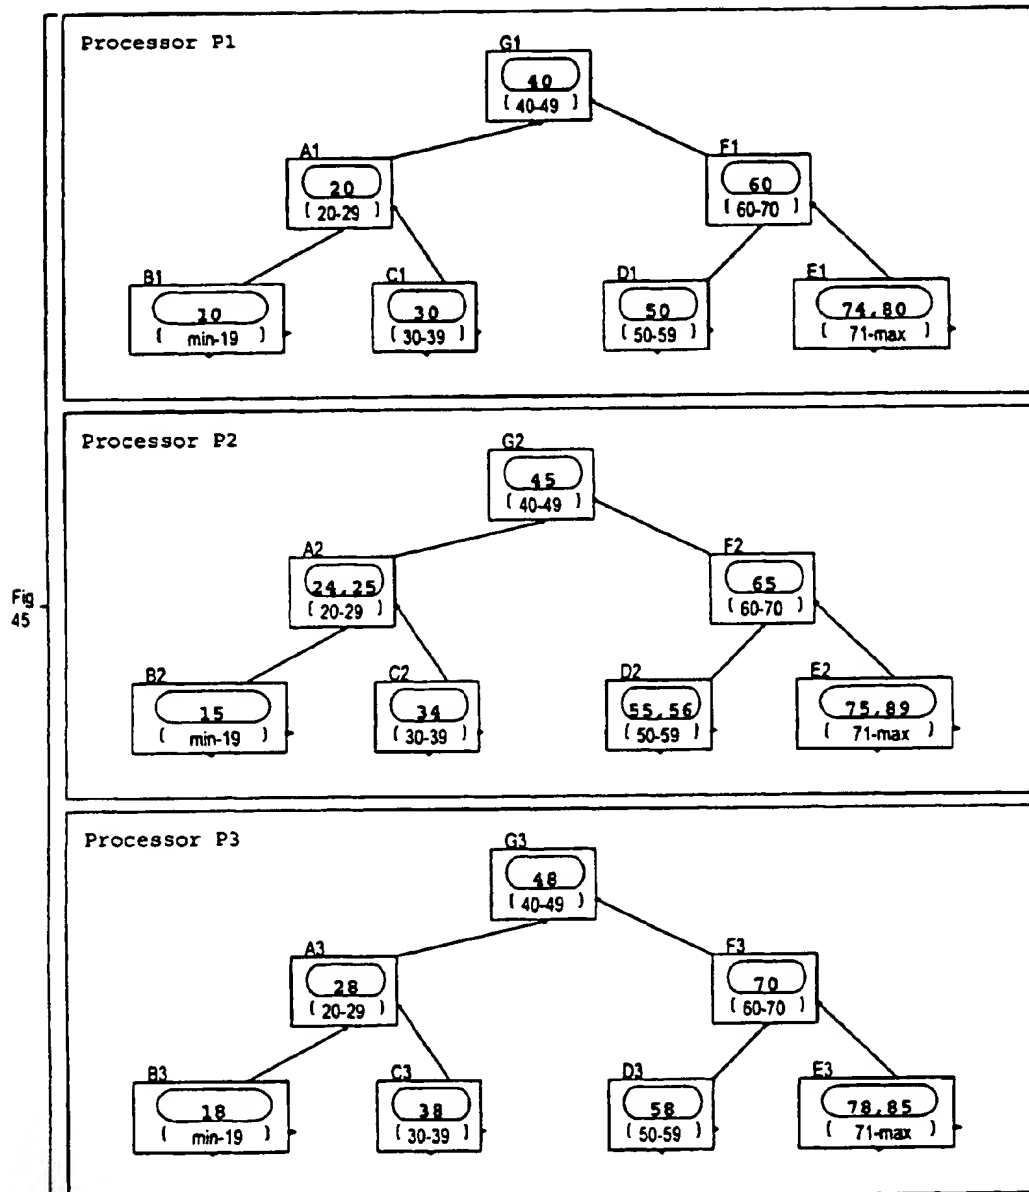 Processor P1
G1
40
( 40-49 )
A1
20
( 20-29 )
F1
60
( 60-70 )
B1
10
( min-19 )
C1
30
( 30-39 )
D1
50
( 50-59 )
E1
74,80
( 71-max )
Processor P2
G2
45
( 40-49 )
A2
24,25
( 20-29 )
F2
65
( 60-70 )
Fig
45
B2
15
( min-19 )
C2
34
( 30-39 )
D2
55,56
( 50-59 )
E2
75,89
( 71-max )
Processor P3
G3
48
( 40-49 )
A3
28
( 20-29 )
F3
70
( 60-70 )
B3
18
( min-19 )
C3
38
( 30-39 )
D3
58
( 50-59 )
E3
78,85
( 71-max )